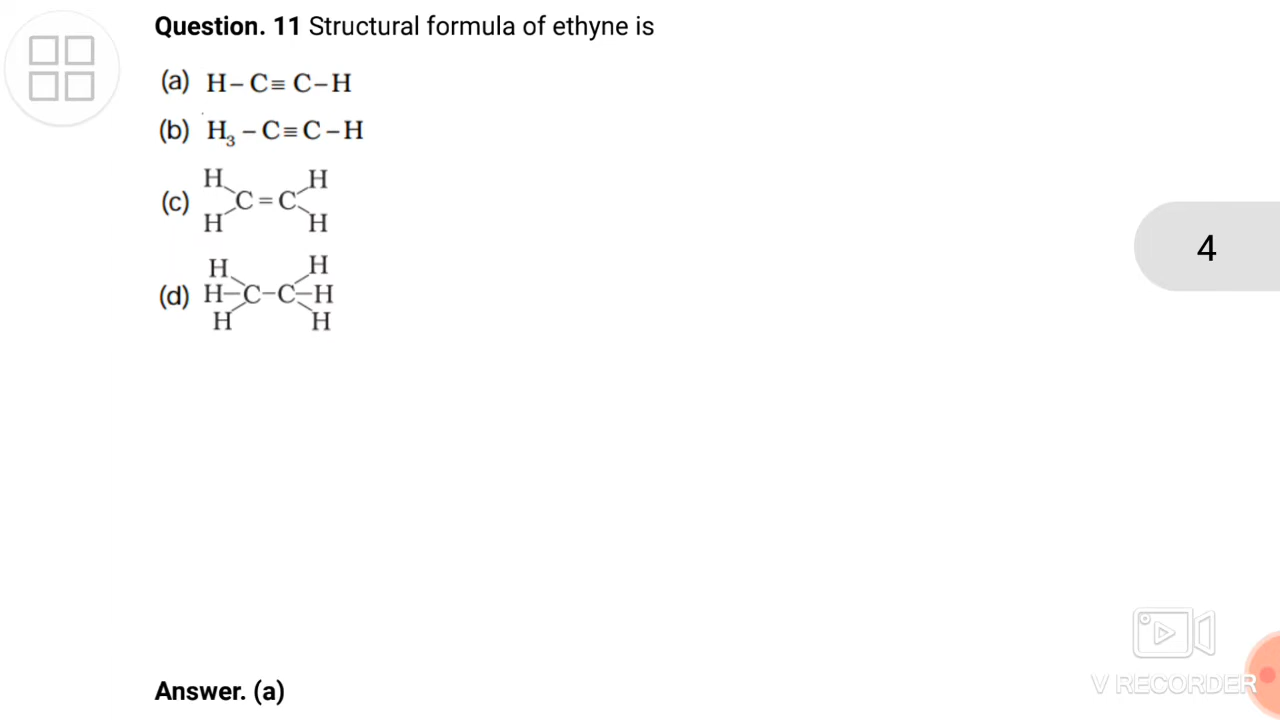 Question. 11 Structural formula of ethyne is
(a) H–C≡C–H
(b) H₃–C≡C–H
H H
(c) C=C
H H
H H
(d) H–C–C–H
H H
4
V RECORDER
Answer. (a)